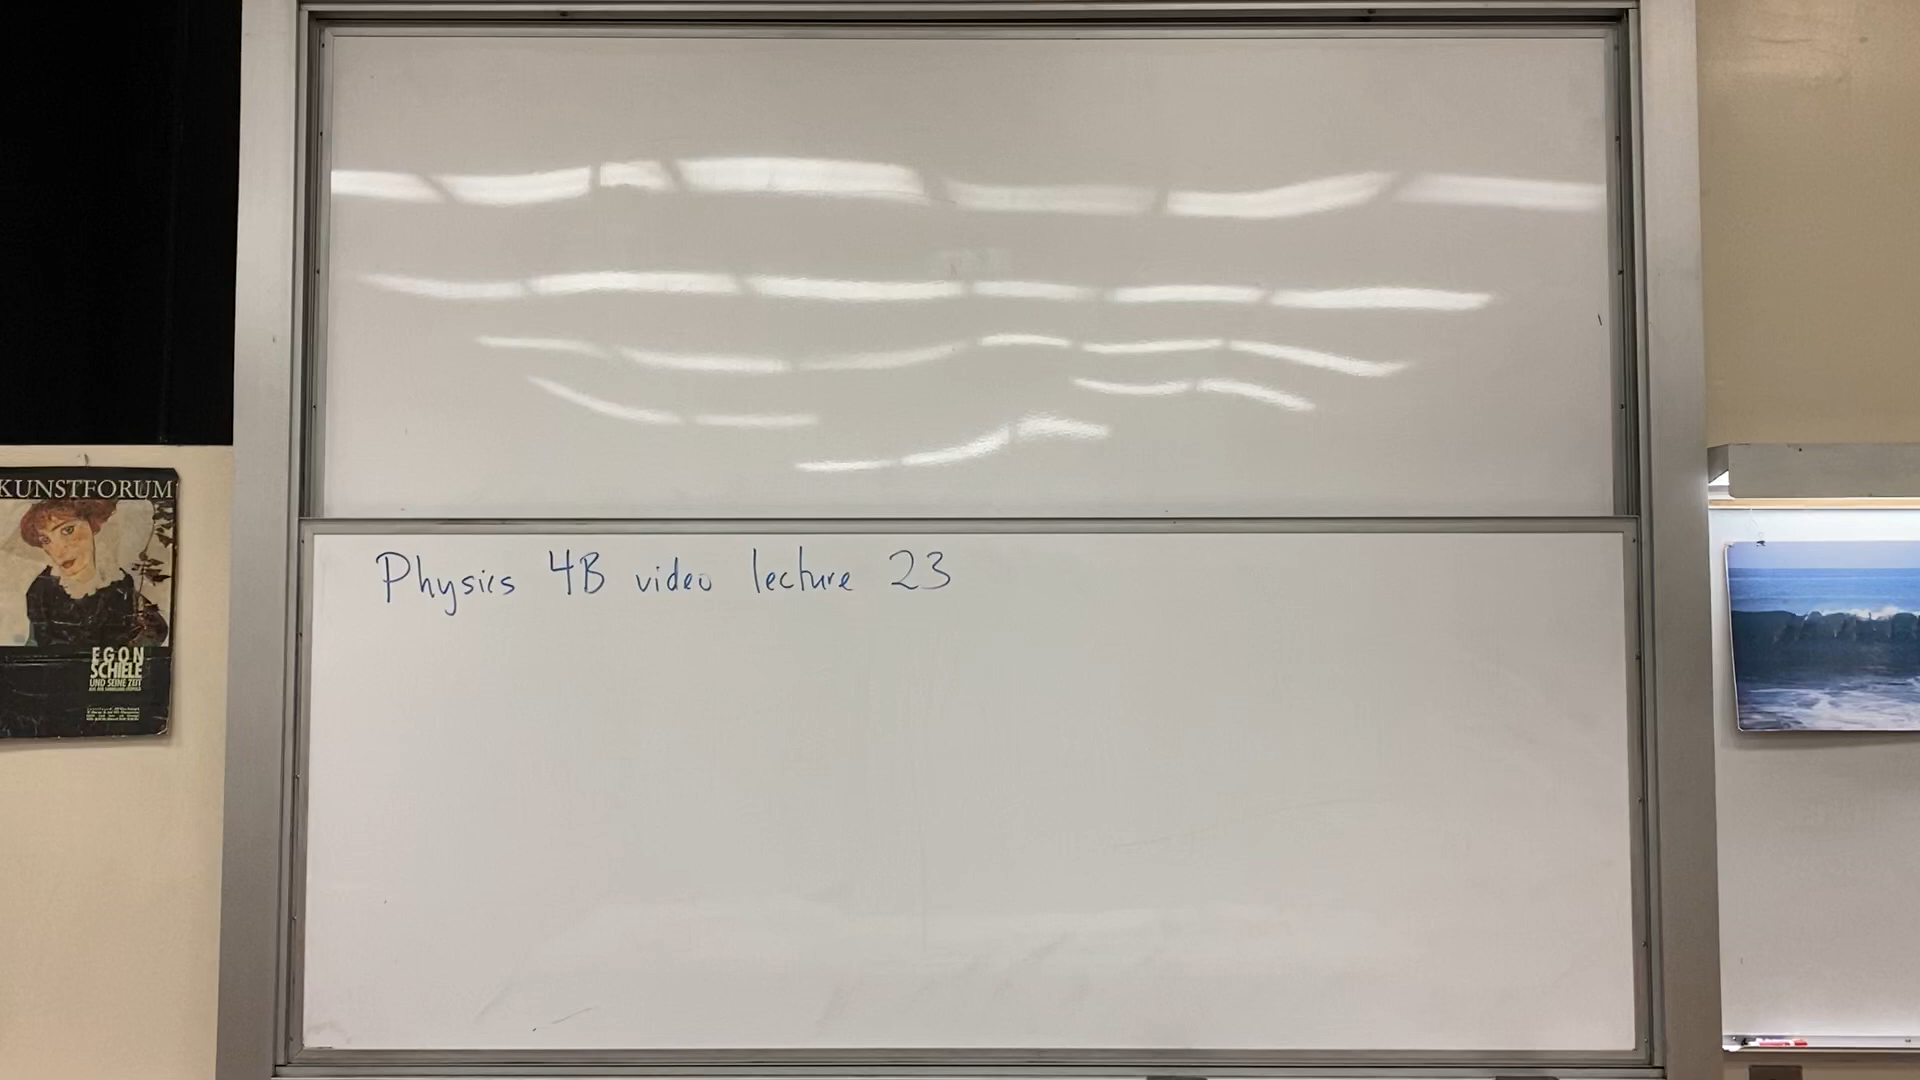 KUNSTFORUM
EGON
SCHIELE
UND SEINE ZEIT
Physics 4B video lecture 23